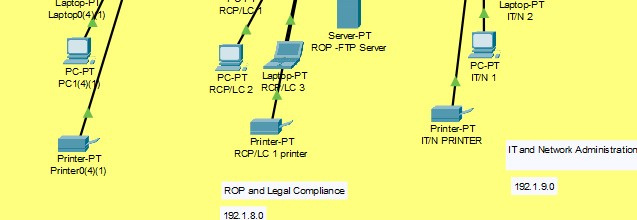 Laptop-PT
Laptop0(4)(1)
PC-PT
PC1(4)(1)
Printer-PT
Printer0(4)(1)
RCP/LC 1
PC-PT
RCP/LC 2
Laptop-PT
RCP/LC 3
Printer-PT
RCP/LC 1 printer
Server-PT
ROP -FTP Server
ROP and Legal Compliance
192.1.8.0
Laptop-PT
IT/N 2
PC-PT
IT/N 1
Printer-PT
IT/N PRINTER
IT and Network Administration
192.1.9.0